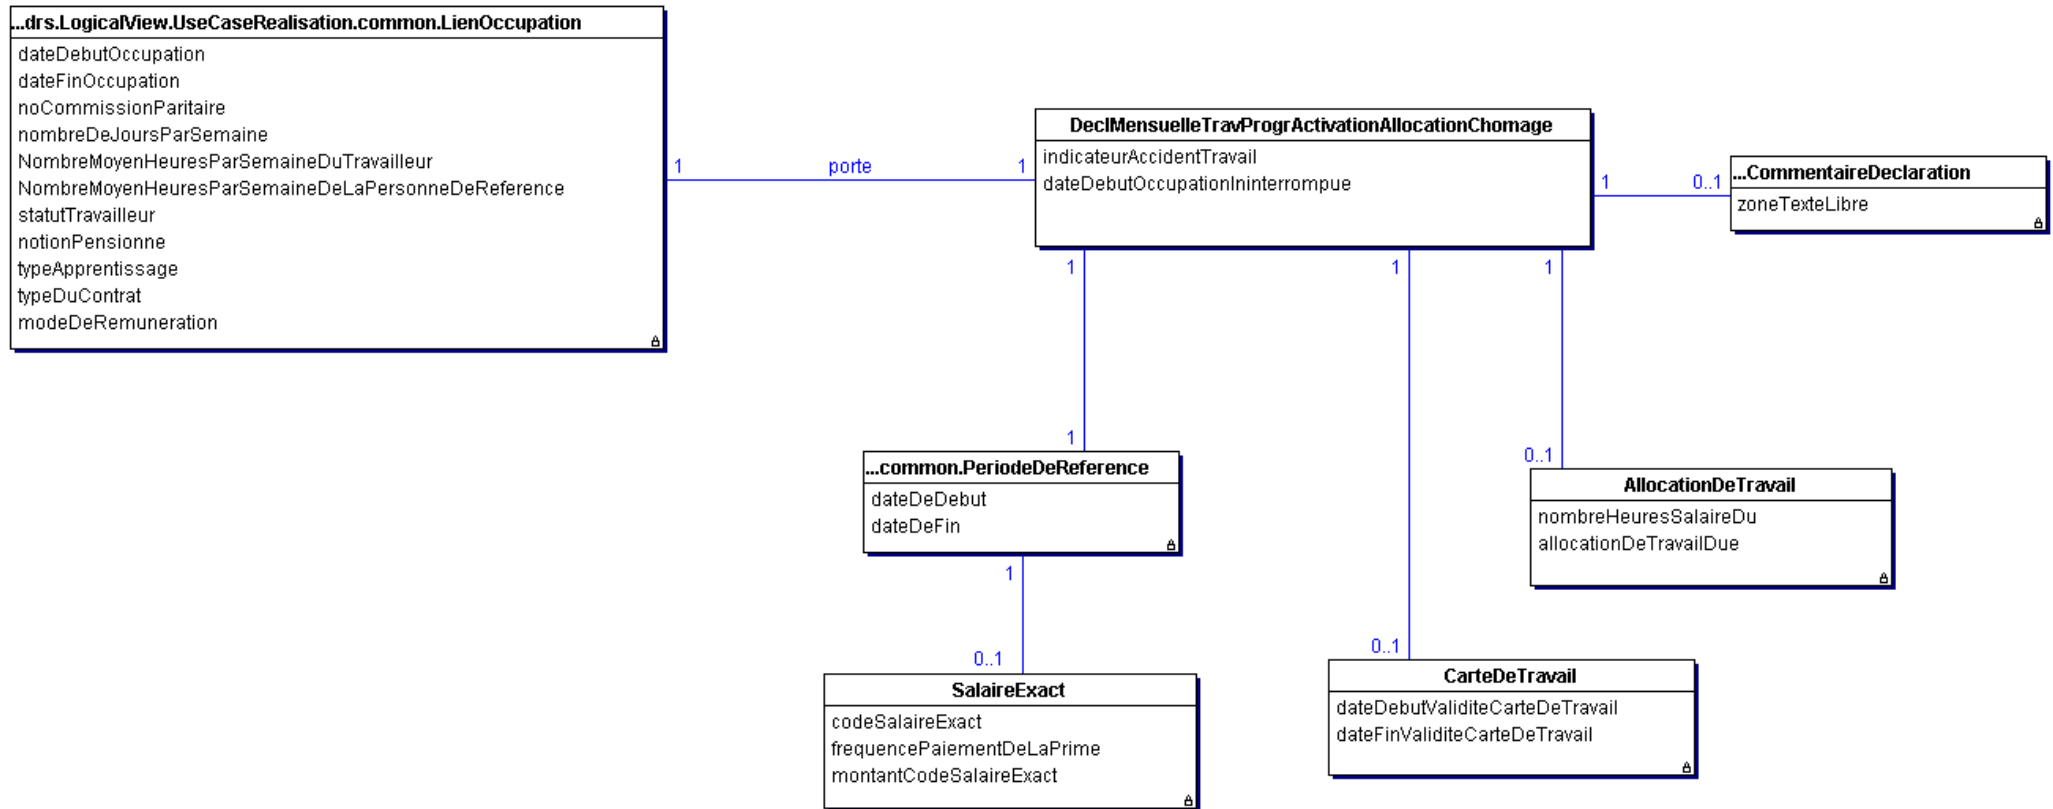 ...drs.LogicalView.UseCaseRealisation.common.LienOccupation
dateDebutOccupation
dateFinOccupation
noCommissionParitaire
nombreDeJoursParSemaine
NombreMoyenHeuresParSemaineDuTravailleur
NombreMoyenHeuresParSemaineDeLaPersonneDeReference
statutTravailleur
notionPensionne
typeApprentissage
typeDuContrat
modeDeRemuneration
1 porte 1
DeclMensuelleTravProgrActivationAllocationChomage
indicateurAccidentTravail
dateDebutOccupationIninterrompue
1 0..1
...CommentaireDeclaration
zoneTexteLibre
1 1 1
1
...common.PeriodeDeReference
dateDeDebut
dateDeFin
0..1
AllocationDeTravail
nombreHeuresSalaireDu
allocationDeTravailDue
1
0..1
SalaireExact
codeSalaireExact
frequencePaiementDeLaPrime
montantCodeSalaireExact
0..1
CarteDeTravail
dateDebutValiditeCarteDeTravail
dateFinValiditeCarteDeTravail